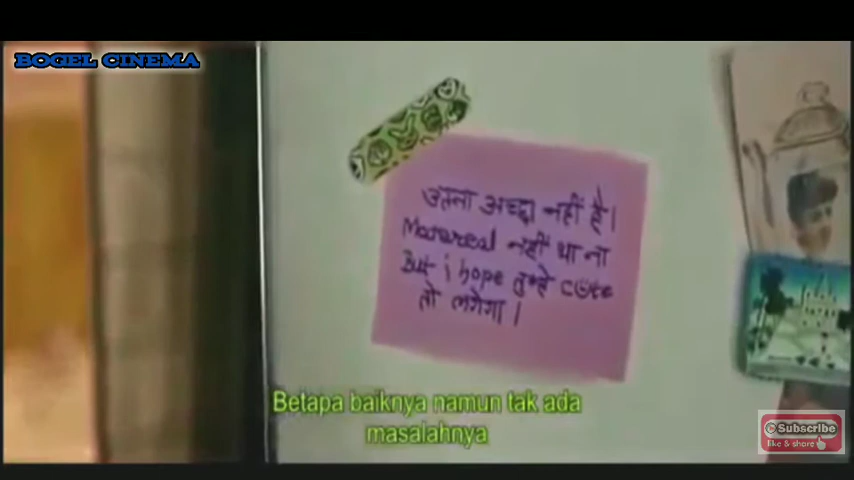 BOGEL CINEMA
उतना अच्छा नहीं है।
नहीं था ना
But i hope तुम्हे cute
तो लगेगा।
Betapa baiknya namun tak ada
masalahnya
Subscribe
like & share